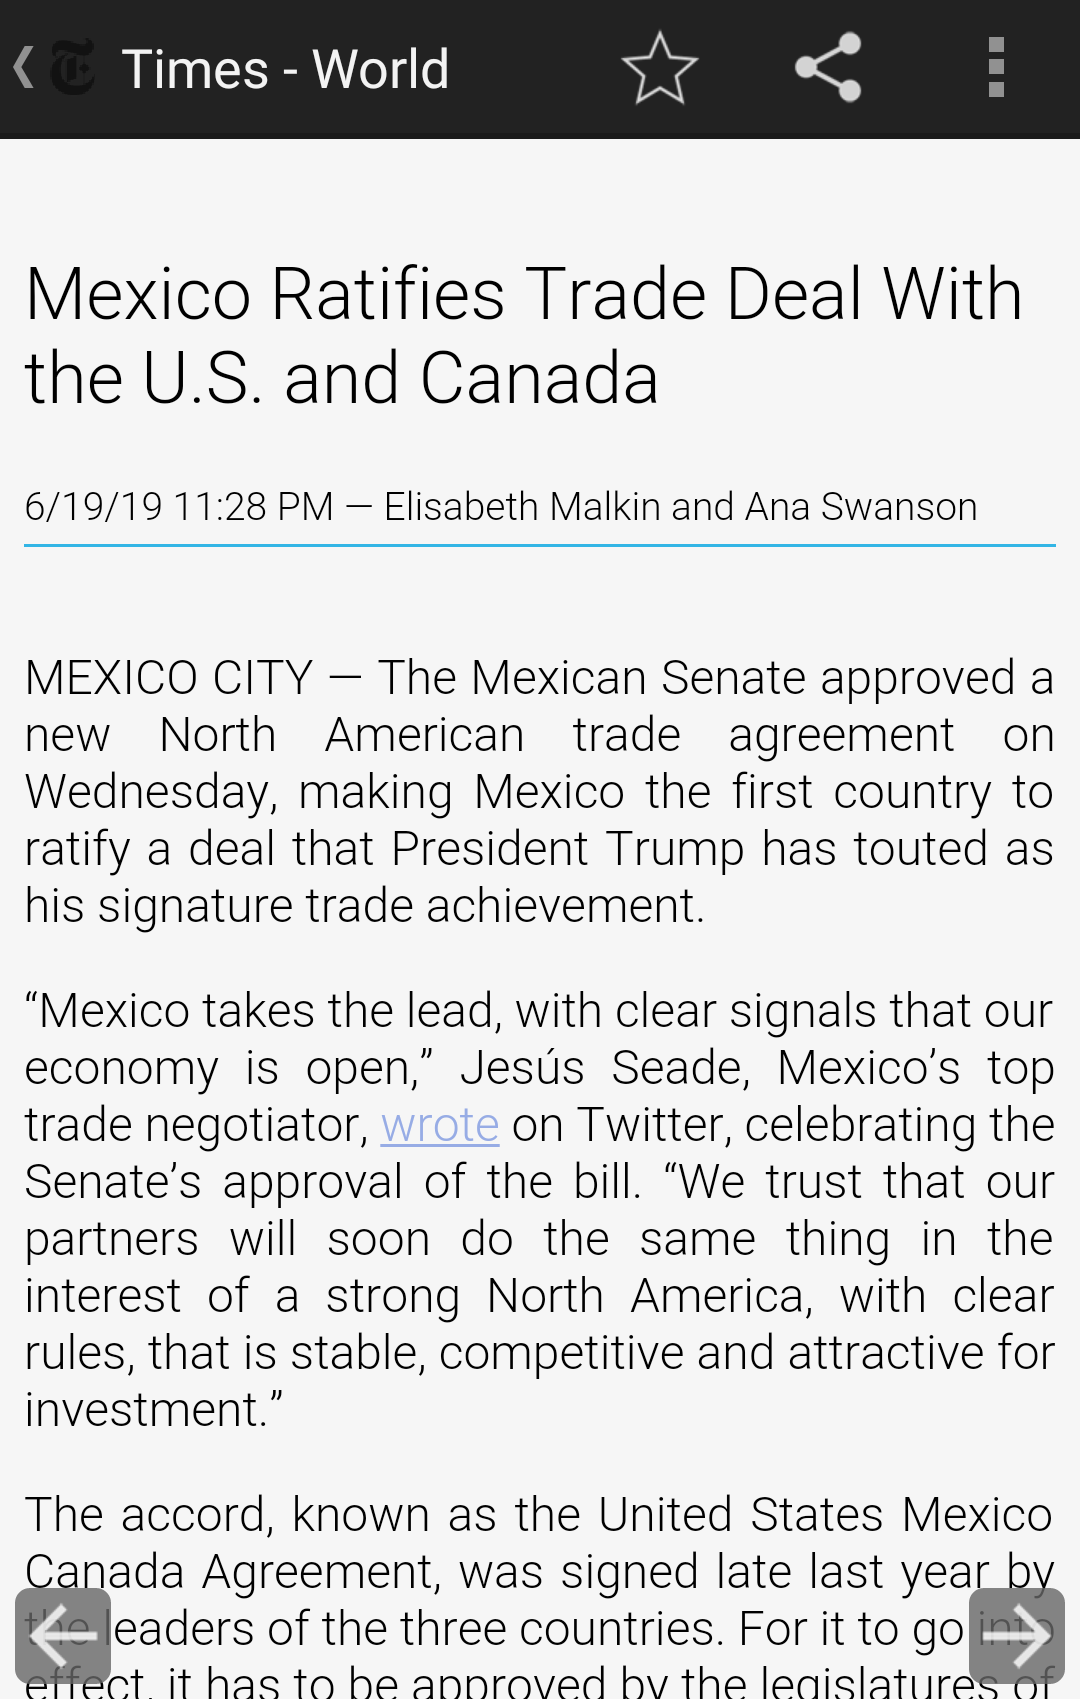 Times - World
Mexico Ratifies Trade Deal With
the U.S. and Canada
6/19/19 11:28 PM — Elisabeth Malkin and Ana Swanson
MEXICO CITY — The Mexican Senate approved a
new North American trade agreement on
Wednesday, making Mexico the first country to
ratify a deal that President Trump has touted as
his signature trade achievement.
“Mexico takes the lead, with clear signals that our
economy is open,” Jesús Seade, Mexico’s top
trade negotiator, wrote on Twitter, celebrating the
Senate’s approval of the bill. “We trust that our
partners will soon do the same thing in the
interest of a strong North America, with clear
rules, that is stable, competitive and attractive for
investment.”
The accord, known as the United States Mexico
Canada Agreement, was signed late last year by
the leaders of the three countries. For it to go into
effect, it has to be approved by the legislatures of